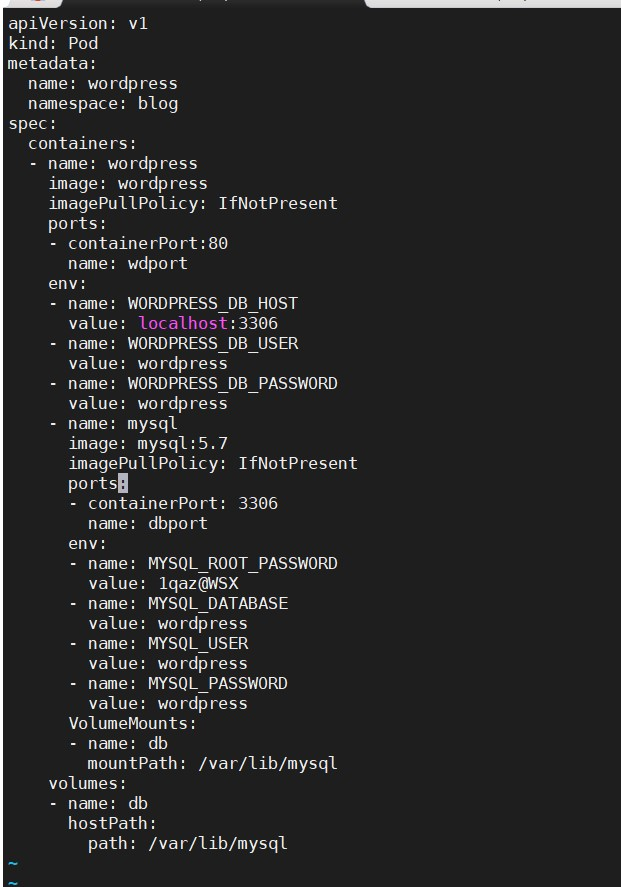 apiVersion: v1
kind: Pod
metadata:
  name: wordpress
  namespace: blog
spec:
  containers:
  - name: wordpress
    image: wordpress
    imagePullPolicy: IfNotPresent
    ports:
    - containerPort:80
      name: wdport
    env:
    - name: WORDPRESS_DB_HOST
      value: localhost:3306
    - name: WORDPRESS_DB_USER
      value: wordpress
    - name: WORDPRESS_DB_PASSWORD
      value: wordpress
    - name: mysql
      image: mysql:5.7
      imagePullPolicy: IfNotPresent
      ports:
      - containerPort: 3306
        name: dbport
      env:
      - name: MYSQL_ROOT_PASSWORD
        value: 1qaz@WSX
      - name: MYSQL_DATABASE
        value: wordpress
      - name: MYSQL_USER
        value: wordpress
      - name: MYSQL_PASSWORD
        value: wordpress
      VolumeMounts:
      - name: db
        mountPath: /var/lib/mysql
    volumes:
    - name: db
      hostPath:
        path: /var/lib/mysql
~
~